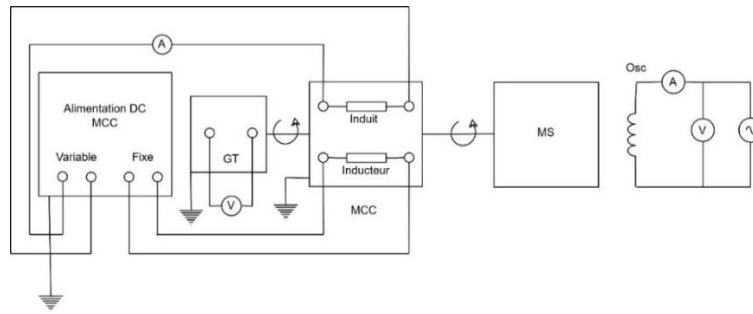 A
Alimentation DC
MCC
Variable
Fixe
GT
V
Induit
Inducteur
MCC
MS
Osc
A
V